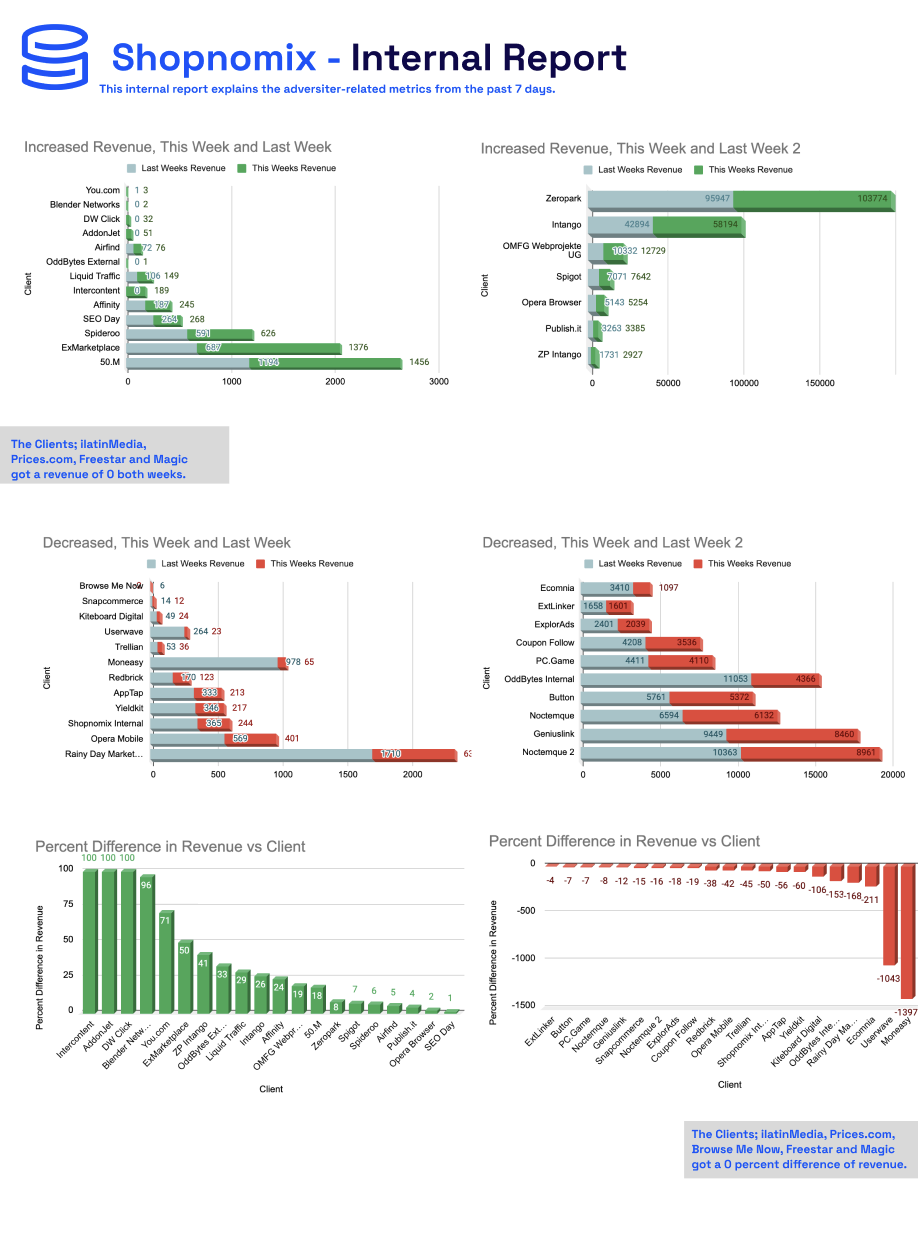 Shopnomix - Internal Report
This internal report explains the adversiter-related metrics from the past 7 days.
Increased Revenue, This Week and Last Week
Last Weeks Revenue This Weeks Revenue
Client
You.com 1 3
Blender Networks 0 2
DW Click 0 32
AddonJet 0 51
Airfind 72 76
OddBytes External 0 1
Liquid Traffic 106 149
Intercontent 0 189
Affinity 187 245
SEO Day 264 268
Spideroo 591 626
ExMarketplace 687 1376
50.M 1194 1456
0 1000 2000 3000
Increased Revenue, This Week and Last Week 2
Last Weeks Revenue This Weeks Revenue
Client
Zeropark 95947 103774
Intango 42894 58194
OMFG Webprojekte
UG 10332 12729
Spigot 7071 7642
Opera Browser 5143 5254
Publish.it 3263 3385
ZP Intango 1731 2927
0 50000 100000 150000
The Clients; ilatinMedia,
Prices.com, Freestar and Magic
got a revenue of 0 both weeks.
Decreased, This Week and Last Week
Last Weeks Revenue This Weeks Revenue
Client
Browse Me Now 6
Snapcommerce 14 12
Kiteboard Digital 49 24
Userwave 264 23
Trellian 53 36
Moneasy 978 65
Redbrick 170 123
AppTap 333 213
Yieldkit 346 217
Shopnomix Internal 365 244
Opera Mobile 569 401
Rainy Day Market... 1710
0 500 1000 1500 2000
Decreased, This Week and Last Week 2
Last Weeks Revenue This Weeks Revenue
Client
Ecomnia 3410 1097
ExtLinker 1658 1601
ExplorAds 2401 2039
Coupon Follow 4208 3536
PC.Game 4411 4110
OddBytes Internal 11053 4366
Button 5761 5372
Noctemque 6594 6132
Geniuslink 9449 8460
Noctemque 2 10363 8961
0 5000 10000 15000 20000
Percent Difference in Revenue vs Client
Percent Difference in Revenue
100 75 50 25 0
100 100 100 96 71 50 41 33 29 26 24 19 18 8 7 6 5 4 2 1
Intercontent
AddonJet
DW Click
Blender Netw...
You.com
ExMarketplace
ZP Intango
OddBytes Ext...
Liquid Traffic
Intango
Affinity
OMFG Webpr...
50.M
Zeropark
Spigot
Spideroo
Airfind
Publish.it
Opera Browser
SEO Day
Client
Percent Difference in Revenue vs Client
Percent Difference in Revenue
0 -500 -1000 -1500
-4 -7 -7 -8 -12 -15 -16 -18 -19 -38 -42 -45 -50 -56 -60 -106 -153 -168 -211 -1043 -1397
ExtLinker
Button
PC.Game
Noctemque
Geniuslink
Snapcommerce
Noctemque 2
ExplorAds
Coupon Follow
Redbrick
Opera Mobile
Trellian
Shopnomix Int...
AppTap
Yieldkit
Kiteboard Digital
OddBytes Inte...
Rainy Day Ma...
Ecomnia
Userwave
Moneasy
Client
The Clients; ilatinMedia, Prices.com,
Browse Me Now, Freestar and Magic
got a 0 percent difference of revenue.